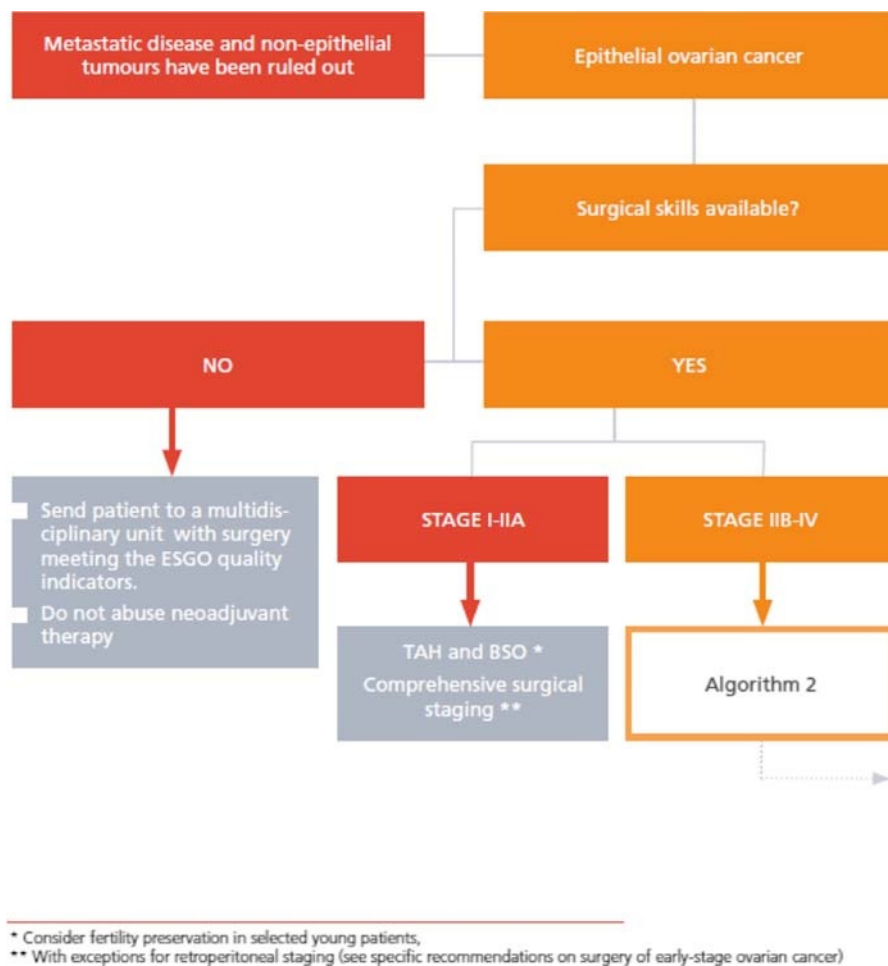 Metastatic disease and non-epithelial
tumours have been ruled out
Epithelial ovarian cancer
Surgical skills available?
NO
YES
Send patient to a multidis-
ciplinary unit with surgery
meeting the ESGO quality
indicators.
Do not abuse neoadjuvant
therapy
STAGE I-IIA
STAGE IIB-IV
TAH and BSO *
Comprehensive surgical
staging **
Algorithm 2
* Consider fertility preservation in selected young patients,
** With exceptions for retroperitoneal staging (see specific recommendations on surgery of early-stage ovarian cancer)